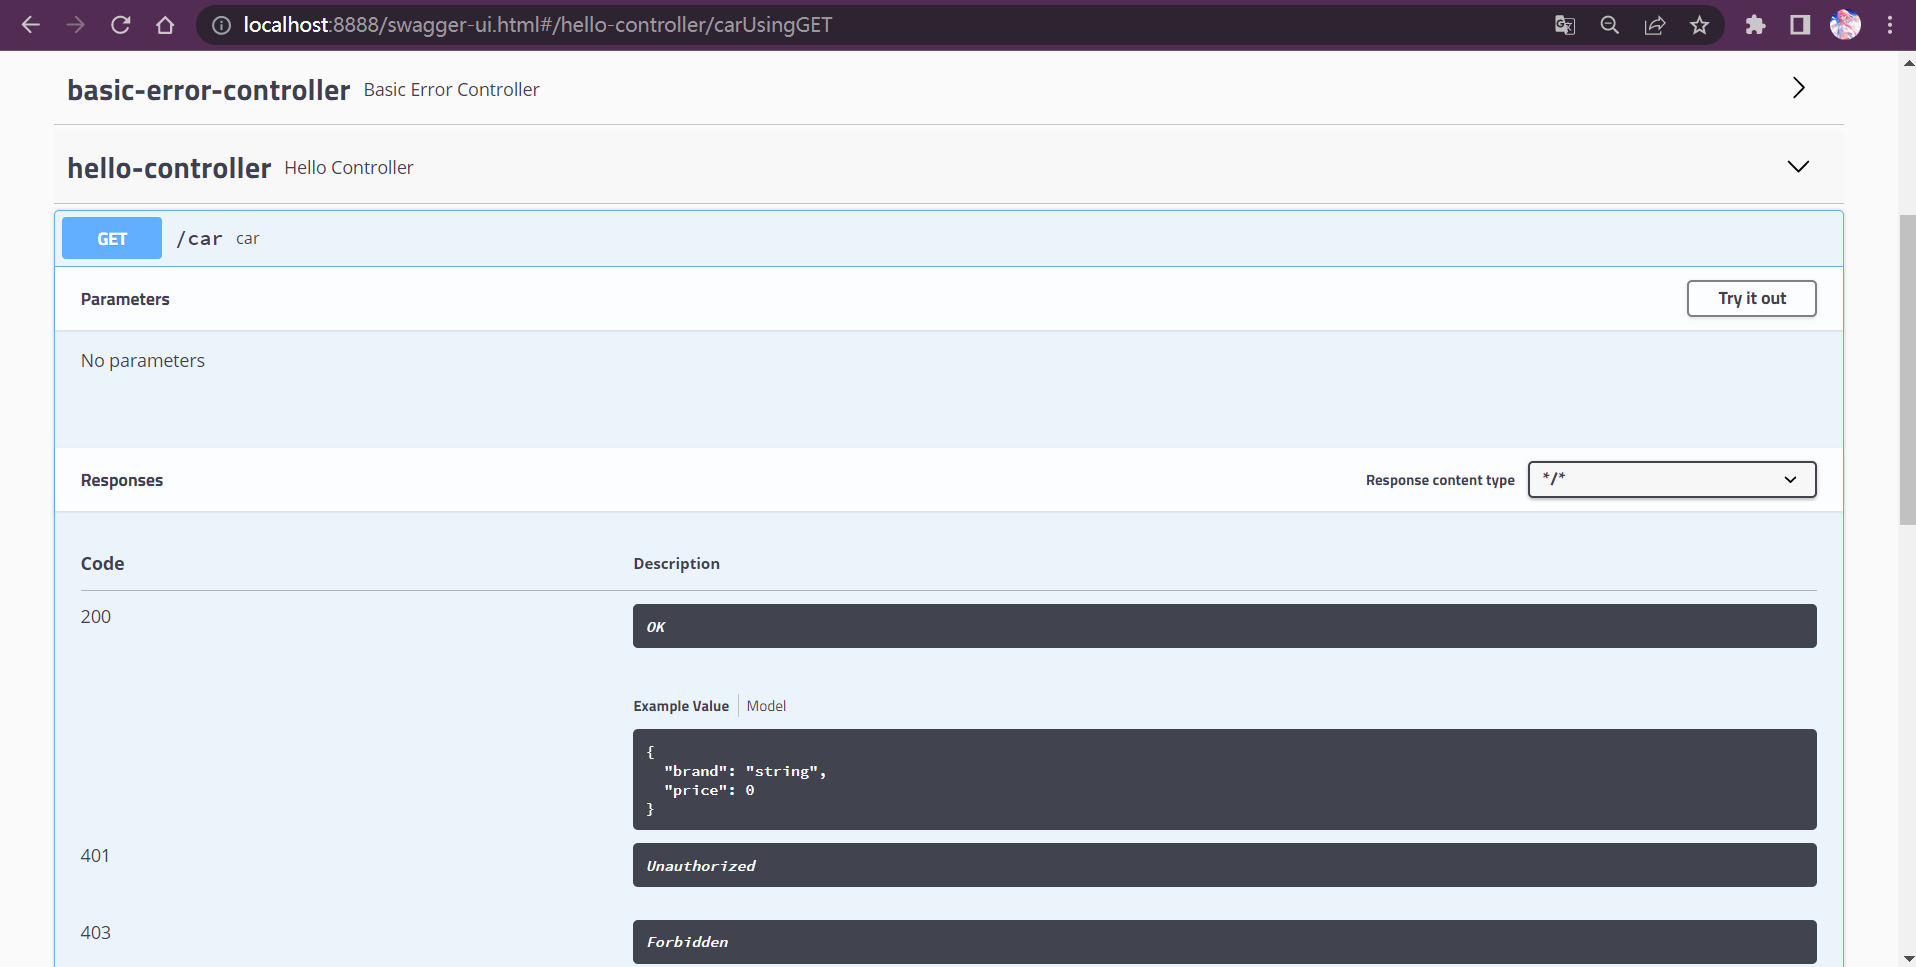 localhost:8888/swagger-ui.html#/hello-controller/carUsingGET
basic-error-controller Basic Error Controller
hello-controller Hello Controller
GET /car car
Parameters Try it out
No parameters
Responses Response content type */*
Code Description
200 OK
Example Value Model
{
"brand": "string",
"price": 0
}
401 Unauthorized
403 Forbidden